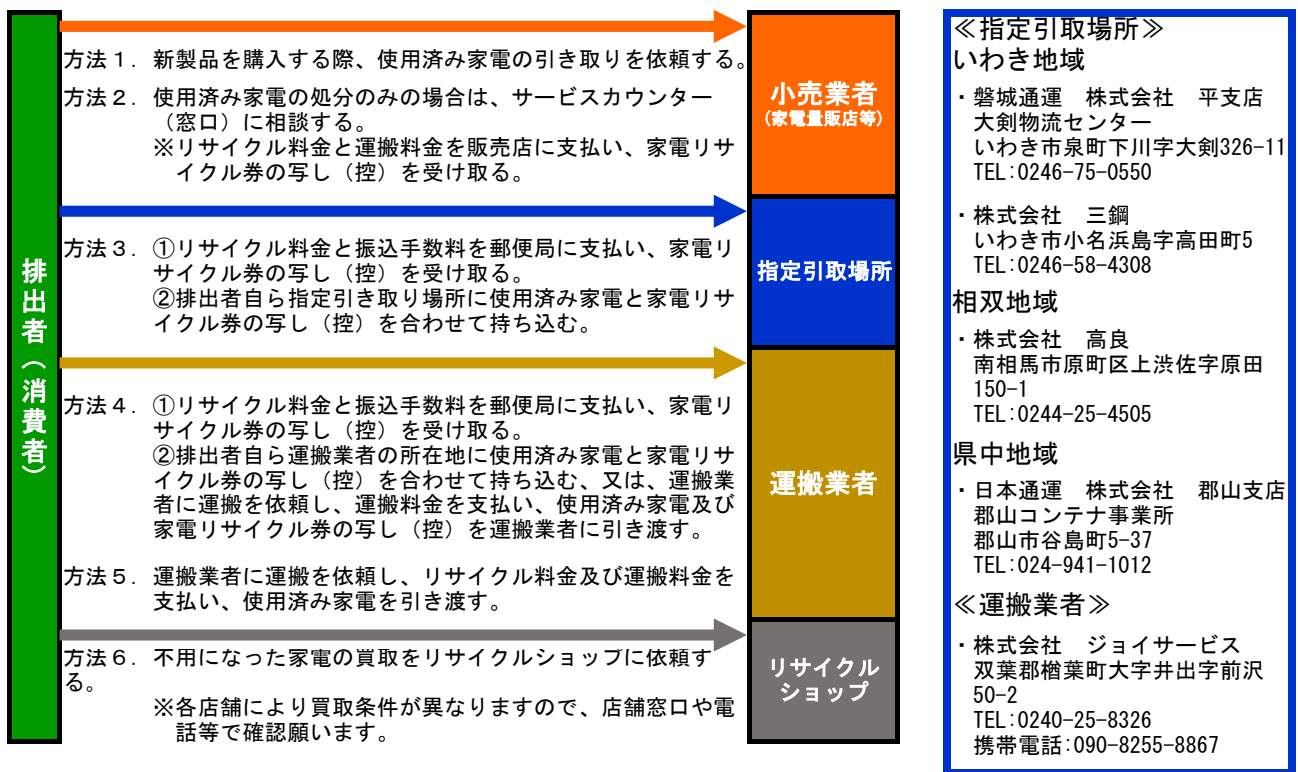 排出者（消費者）
方法１．新製品を購入する際、使用済み家電の引き取りを依頼する。
方法２．使用済み家電の処分のみの場合は、サービスカウンター
（窓口）に相談する。
※リサイクル料金と運搬料金を販売店に支払い、家電リサ
イクル券の写し（控）を受け取る。
小売業者
(家電量販店等)
方法３．①リサイクル料金と振込手数料を郵便局に支払い、家電リ
サイクル券の写し（控）を受け取る。
②排出者自ら指定引き取り場所に使用済み家電と家電リサ
イクル券の写し（控）を合わせて持ち込む。
指定引取場所
方法４．①リサイクル料金と振込手数料を郵便局に支払い、家電リ
サイクル券の写し（控）を受け取る。
②排出者自ら運搬業者の所在地に使用済み家電と家電リサ
イクル券の写し（控）を合わせて持ち込む、又は、運搬業
者に運搬を依頼し、運搬料金を支払い、使用済み家電及び
家電リサイクル券の写し（控）を運搬業者に引き渡す。
方法５．運搬業者に運搬を依頼し、リサイクル料金及び運搬料金を
支払い、使用済み家電を引き渡す。
運搬業者
方法６．不用になった家電の買取をリサイクルショップに依頼す
る。
※各店舗により買取条件が異なりますので、店舗窓口や電
話等で確認願います。
リサイクル
ショップ
≪指定引取場所≫
いわき地域
・磐城通運　株式会社　平支店
大剣物流センター
いわき市泉町下川字大剣326-11
TEL:0246-75-0550
・株式会社　三鋼
いわき市小名浜島字高田町5
TEL:0246-58-4308
相双地域
・株式会社　高良
南相馬市原町区上渋佐字原田
150-1
TEL:0244-25-4505
県中地域
・日本通運　株式会社　郡山支店
郡山コンテナ事業所
郡山市谷島町5-37
TEL:024-941-1012
≪運搬業者≫
・株式会社　ジョイサービス
双葉郡楢葉町大字井出字前沢
50-2
TEL:0240-25-8326
携帯電話:090-8255-8867